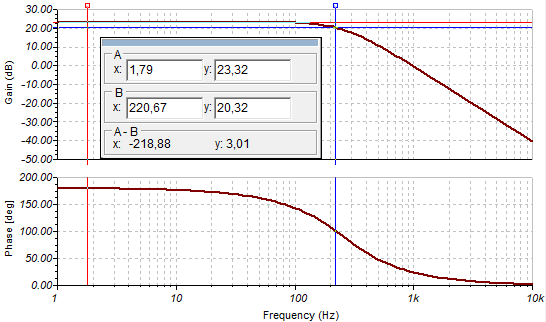 30.00
20.00
10.00
0.00
-10.00
-20.00
-30.00
-40.00
-50.00
Gain (dB)
A
x: 1,79 y: 23,32
B
x: 220,67 y: 20,32
A - B
x: -218,88 y: 3,01
200.00
150.00
100.00
50.00
0.00
Phase [deg]
1 10 100 1k 10k
Frequency (Hz)